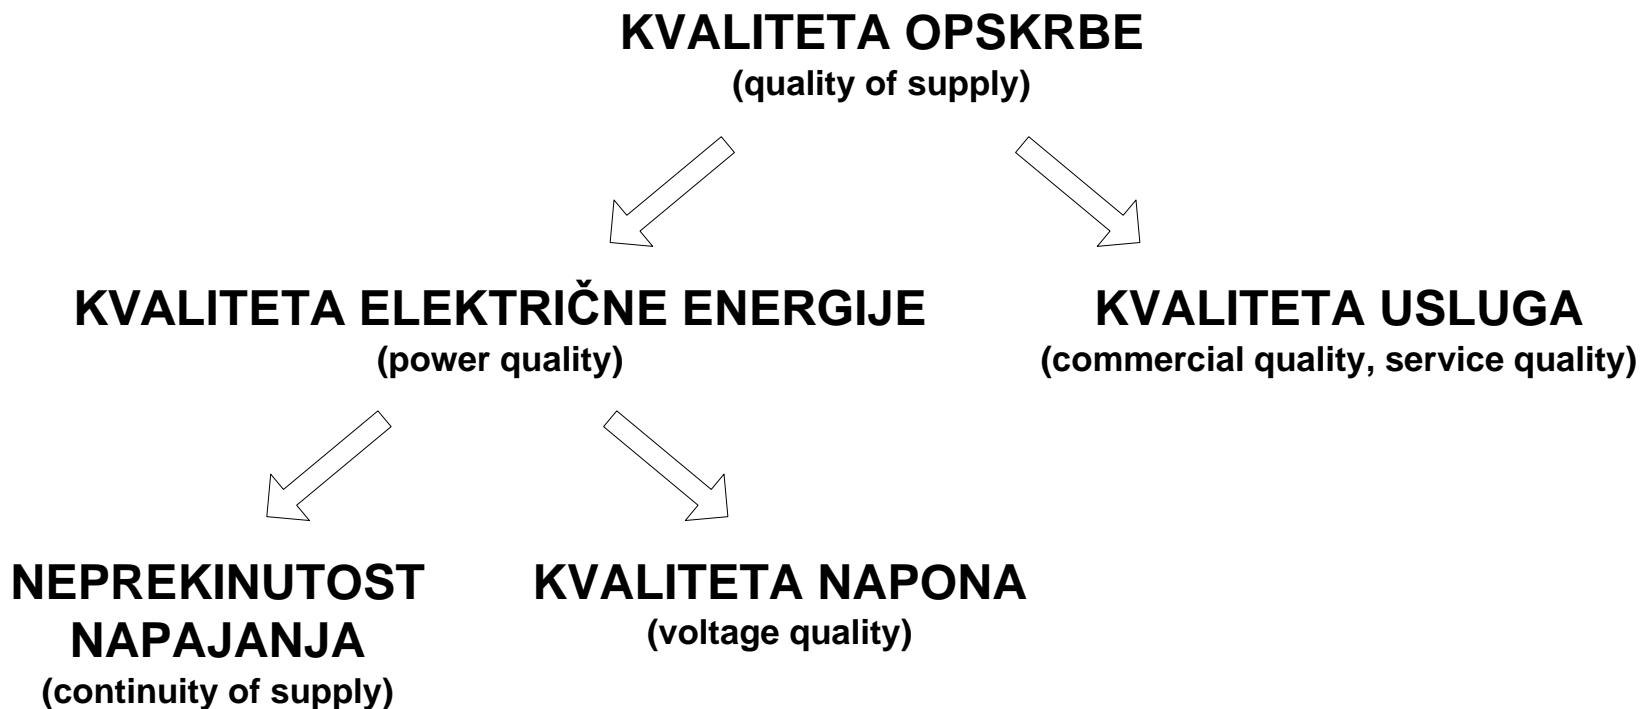 KVALITETA OPSKRBE
(quality of supply)
KVALITETA ELEKTRIČNE ENERGIJE
(power quality)
KVALITETA USLUGA
(commercial quality, service quality)
NEPREKINUTOST
NAPAJANJA
(continuity of supply)
KVALITETA NAPONA
(voltage quality)